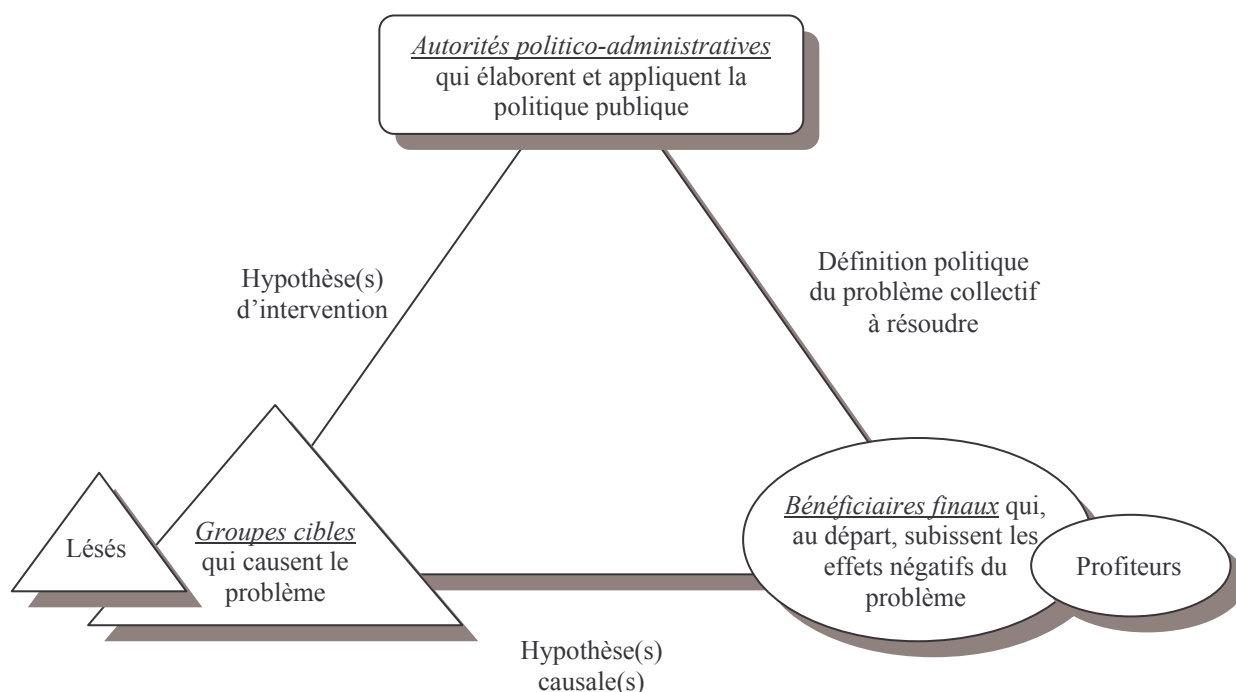 Autorités politico-administratives
qui élaborent et appliquent la
politique publique
Hypothèse(s)
d’intervention
Définition politique
du problème collectif
à résoudre
Lésés
Groupes cibles
qui causent le
problème
Bénéficiaires finaux qui,
au départ, subissent les
effets négatifs du
problème
Profiteurs
Hypothèse(s)
causale(s)